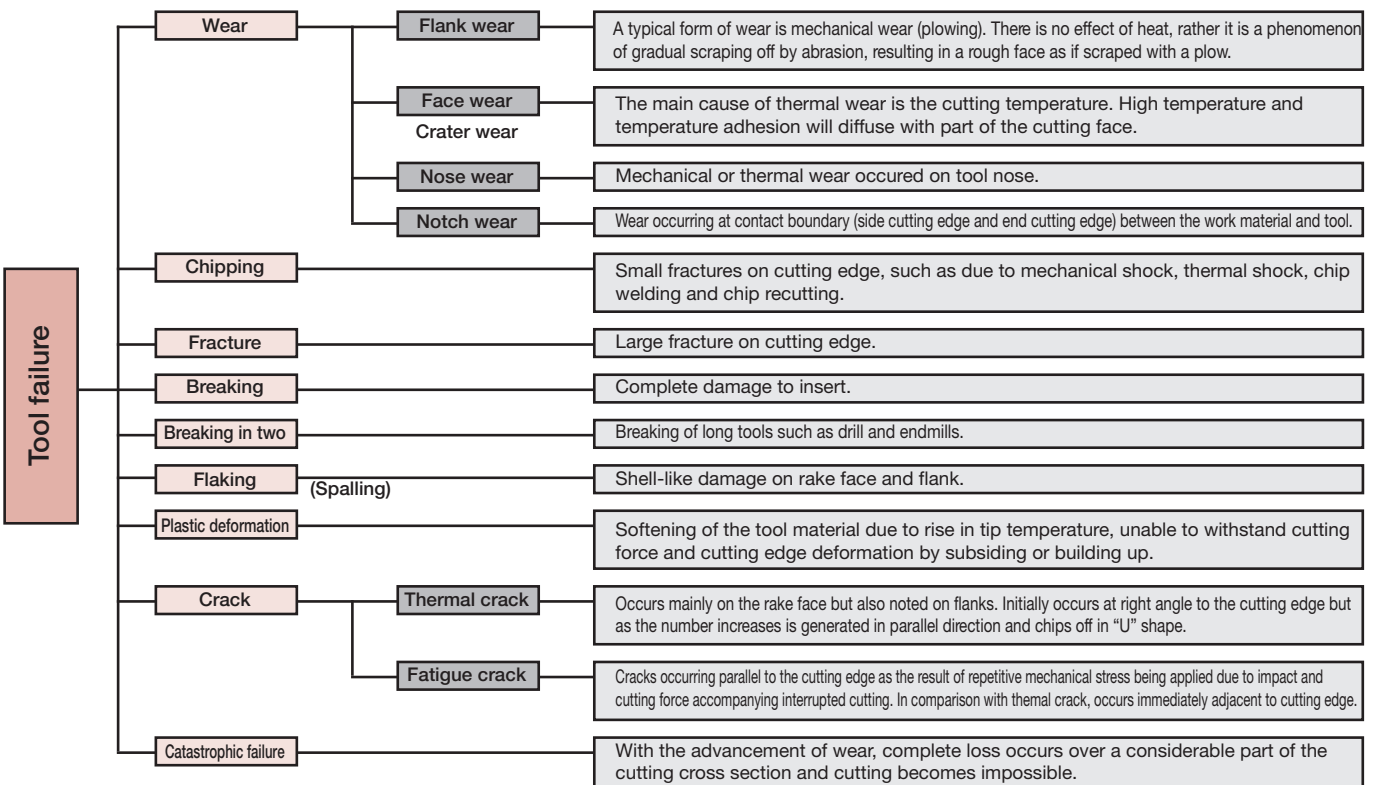 Tool failure
Wear
Flank wear
A typical form of wear is mechanical wear (plowing). There is no effect of heat, rather it is a phenomenon
of gradual scraping off by abrasion, resulting in a rough face as if scraped with a plow.
Face wear
Crater wear
The main cause of thermal wear is the cutting temperature. High temperature and
temperature adhesion will diffuse with part of the cutting face.
Nose wear
Mechanical or thermal wear occured on tool nose.
Notch wear
Wear occurring at contact boundary (side cutting edge and end cutting edge) between the work material and tool.
Chipping
Small fractures on cutting edge, such as due to mechanical shock, thermal shock, chip
welding and chip recutting.
Fracture
Large fracture on cutting edge.
Breaking
Complete damage to insert.
Breaking in two
Breaking of long tools such as drill and endmills.
Flaking
(Spalling)
Shell-like damage on rake face and flank.
Plastic deformation
Softening of the tool material due to rise in tip temperature, unable to withstand cutting
force and cutting edge deformation by subsiding or building up.
Crack
Thermal crack
Occurs mainly on the rake face but also noted on flanks. Initially occurs at right angle to the cutting edge but
as the number increases is generated in parallel direction and chips off in “U” shape.
Fatigue crack
Cracks occurring parallel to the cutting edge as the result of repetitive mechanical stress being applied due to impact and
cutting force accompanying interrupted cutting. In comparison with themal crack, occurs immediately adjacent to cutting edge.
Catastrophic failure
With the advancement of wear, complete loss occurs over a considerable part of the
cutting cross section and cutting becomes impossible.